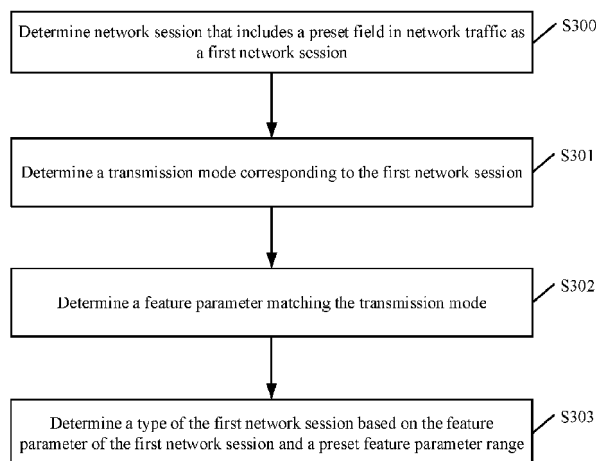 Determine network session that includes a preset field in network traffic as
a first network session
S300
Determine a transmission mode corresponding to the first network session
S301
Determine a feature parameter matching the transmission mode
S302
Determine a type of the first network session based on the feature
parameter of the first network session and a preset feature parameter range
S303